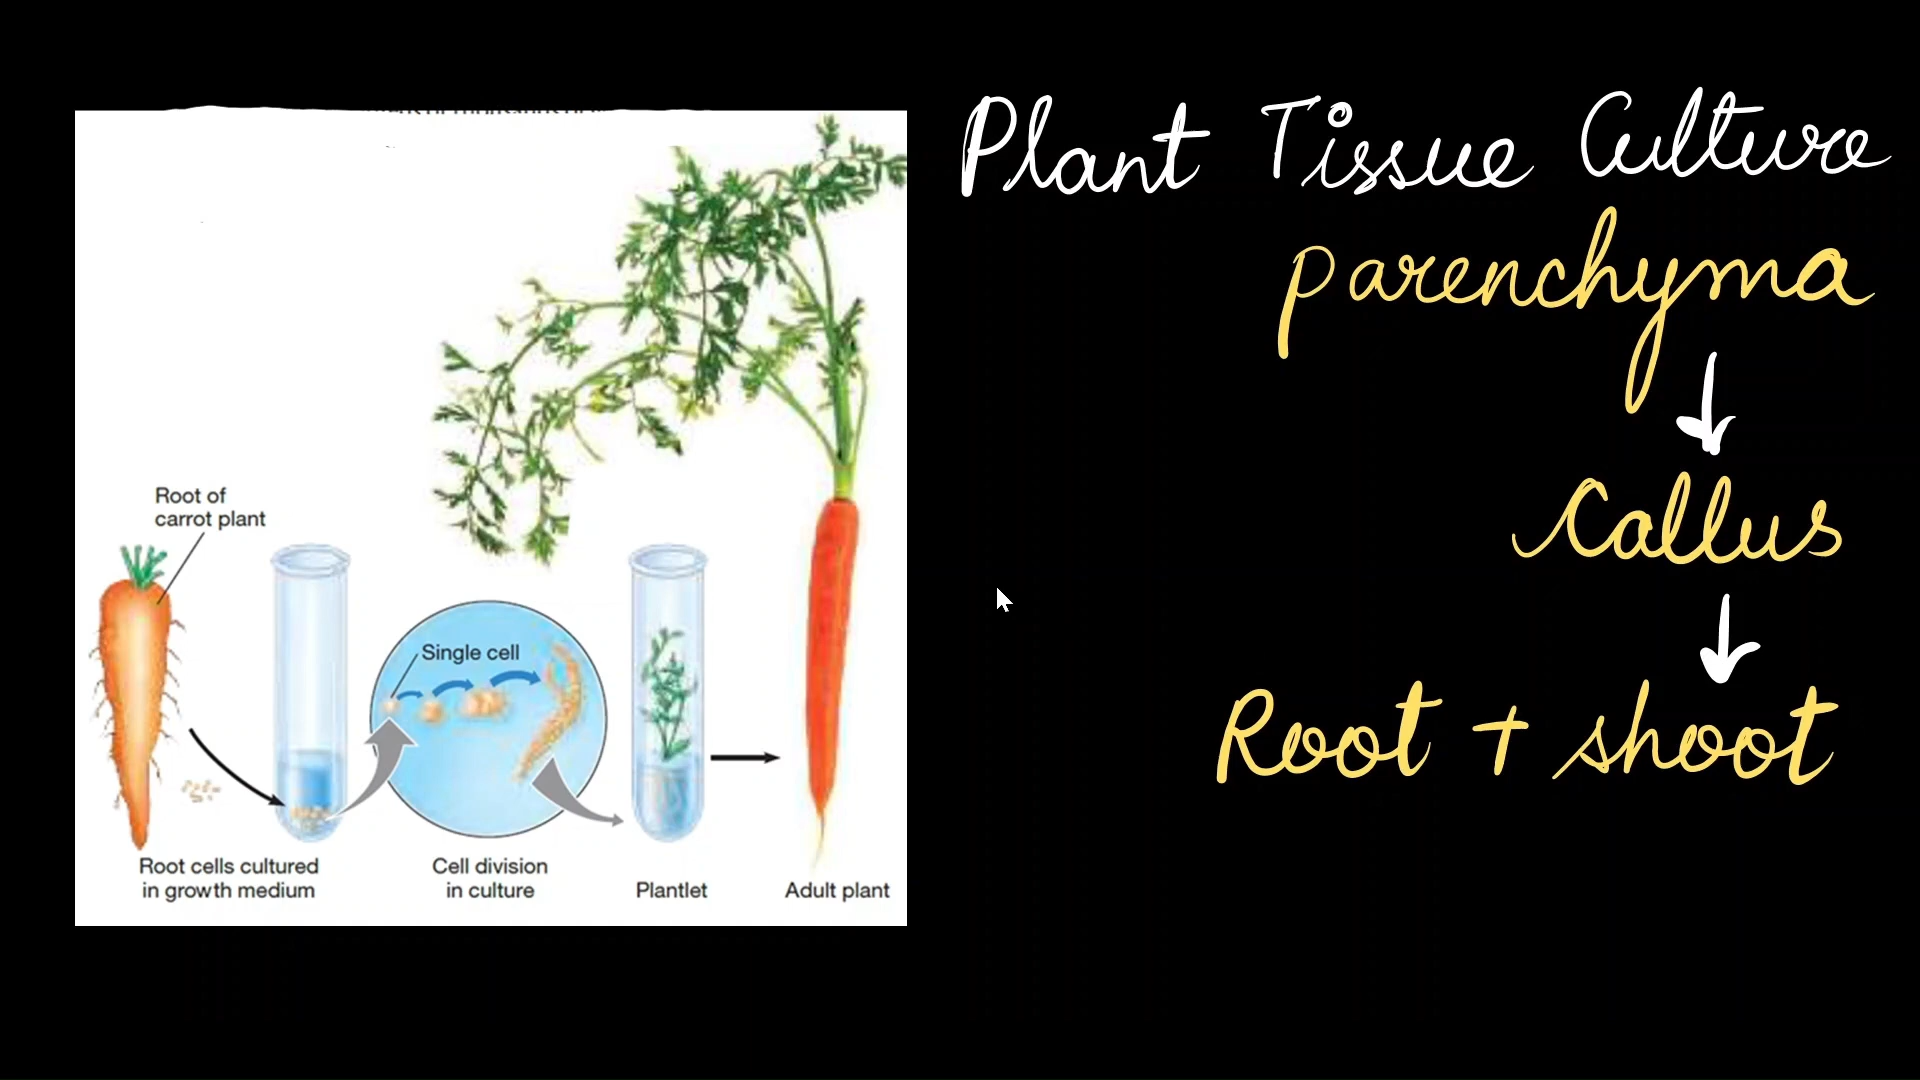 Plant Tissue Culture
parenchyma
Callus
Root + shoot
Root of
carrot plant
Single cell
Root cells cultured
in growth medium
Cell division
in culture
Plantlet
Adult plant